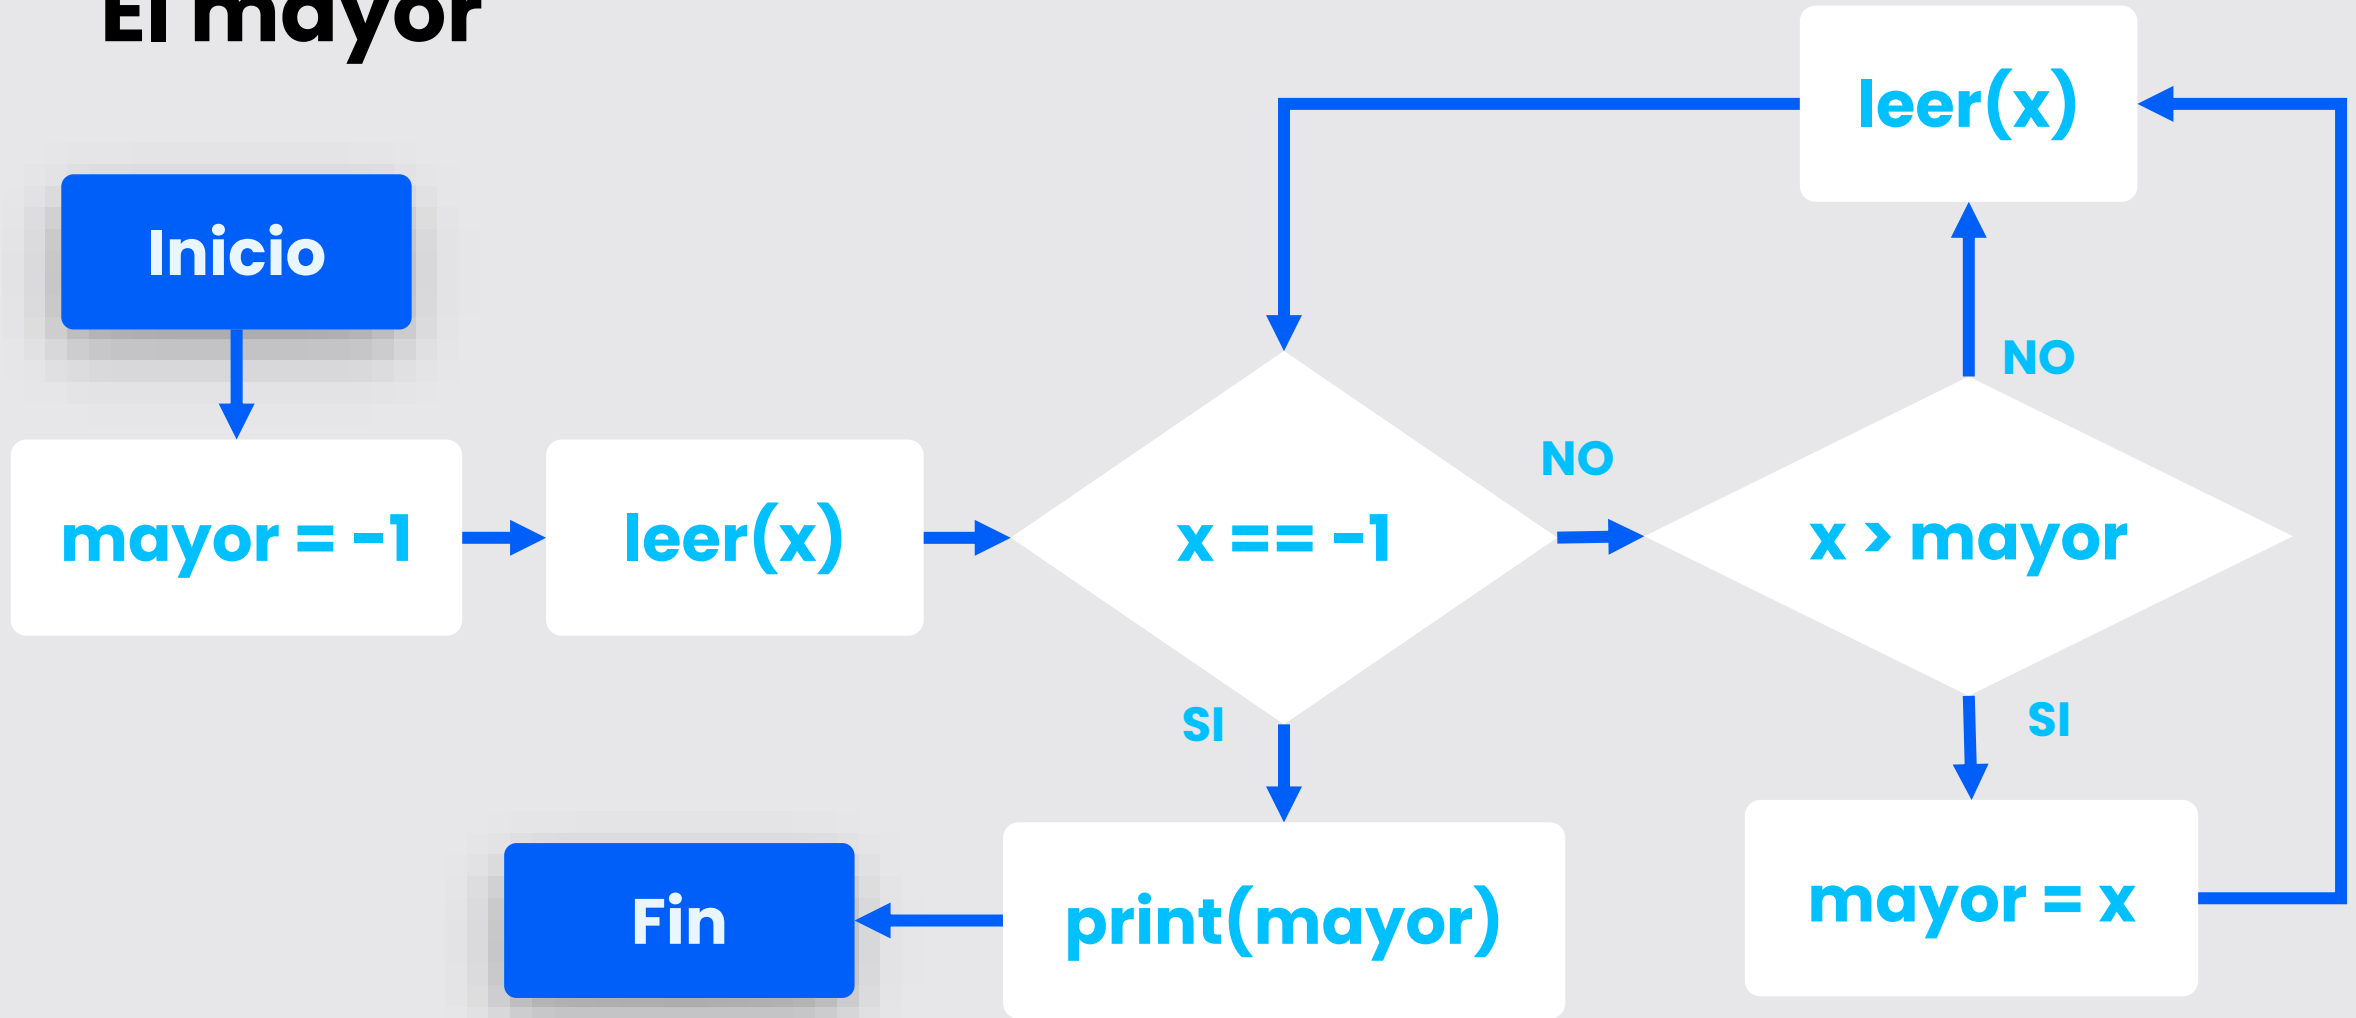 El mayor
Inicio
mayor = -1
leer(x)
x == -1
NO
x > mayor
NO
leer(x)
SI
mayor = x
SI
print(mayor)
Fin